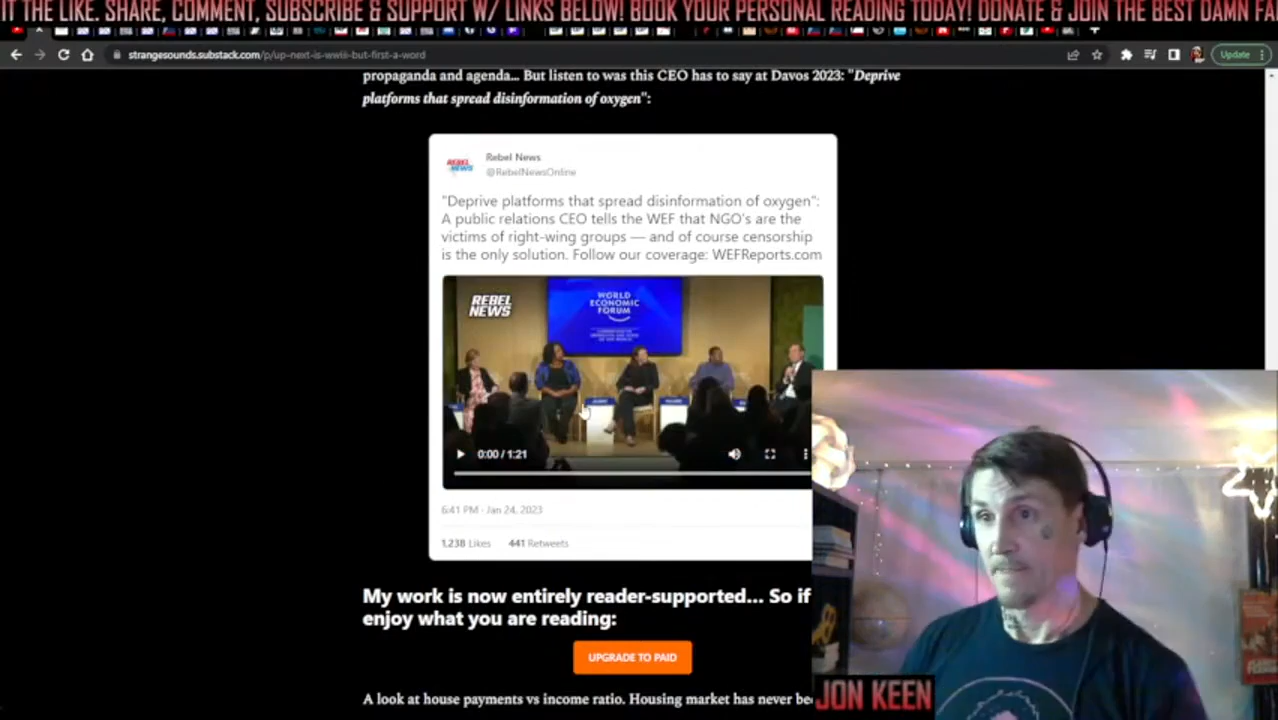 IT THE LIKE. SHARE, COMMENT, SUBSCRIBE & SUPPORT W/ LINKS BELOW! BOOK YOUR PERSONAL READING TODAY! DONATE & JOIN THE BEST DAMN FA
strangesounds.substack.com/p/up-next-is-wwiii-but-first-a-word
Update
propaganda and agenda... But listen to was this CEO has to say at Davos 2023: "Deprive
platforms that spread disinformation of oxygen":
REBEL
NEWS
Rebel News
@RebelNewsOnline
"Deprive platforms that spread disinformation of oxygen":
A public relations CEO tells the WEF that NGO's are the
victims of right-wing groups — and of course censorship
is the only solution. Follow our coverage: WEFReports.com
REBEL
NEWS
WORLD
ECONOMIC
FORUM
0:00 / 1:21
6:41 PM · Jan 24, 2023
1,238 Likes 441 Retweets
My work is now entirely reader-supported... So if
enjoy what you are reading:
UPGRADE TO PAID
A look at house payments vs income ratio. Housing market has never be
JON KEEN